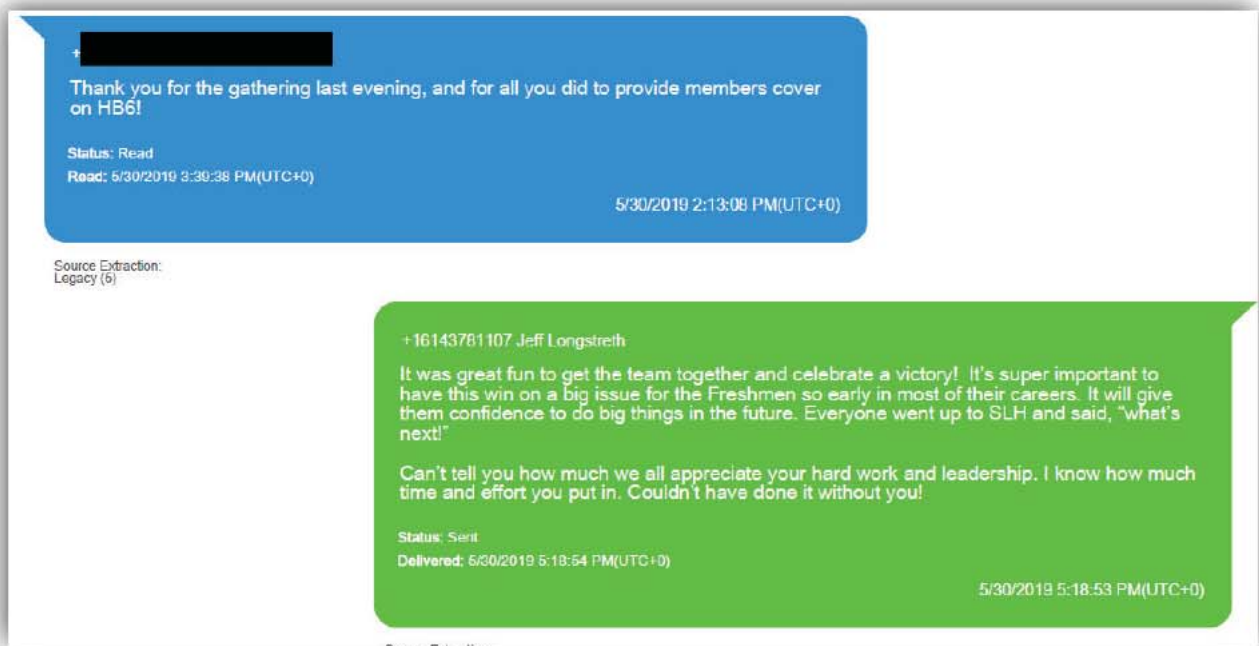 +
Thank you for the gathering last evening, and for all you did to provide members cover
on HB6!
Status: Read
Read: 5/30/2019 3:39:38 PM(UTC+0)
5/30/2019 2:13:08 PM(UTC+0)
Source Extraction:
Legacy (6)
+16143781107 Jeff Longstreth
It was great fun to get the team together and celebrate a victory!  It's super important to
have this win on a big issue for the Freshmen so early in most of their careers. It will give
them confidence to do big things in the future. Everyone went up to SLH and said, "what's
next!"
Can't tell you how much we all appreciate your hard work and leadership. I know how much
time and effort you put in. Couldn't have done it without you!
Status: Sent
Delivered: 5/30/2019 5:18:54 PM(UTC+0)
5/30/2019 5:18:53 PM(UTC+0)